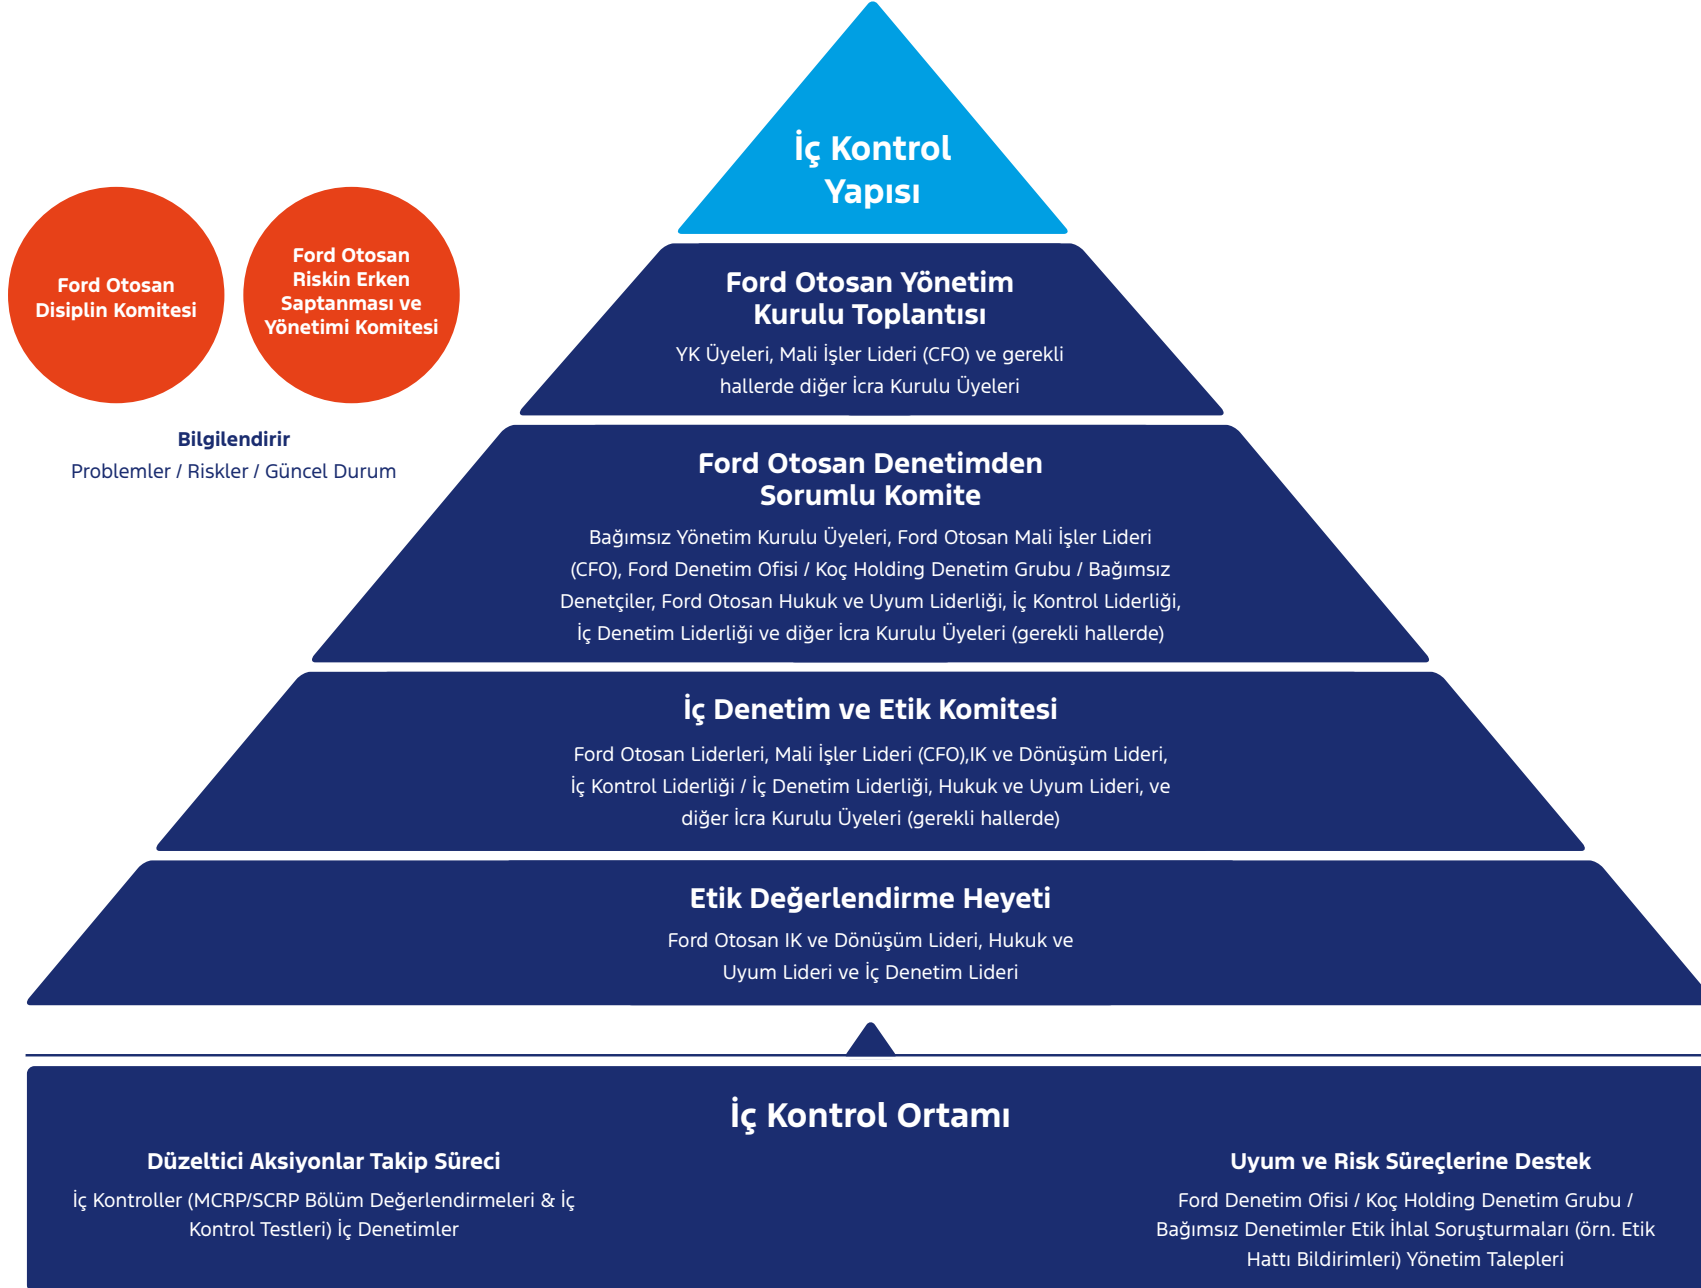 İç Kontrol
Yapısı
Ford Otosan
Disiplin Komitesi
Ford Otosan
Riskin Erken
Saptanması ve
Yönetimi Komitesi
Bilgilendirir
Problemler / Riskler / Güncel Durum
Ford Otosan Yönetim
Kurulu Toplantısı
YK Üyeleri, Mali İşler Lideri (CFO) ve gerekli
hallerde diğer İcra Kurulu Üyeleri
Ford Otosan Denetimden
Sorumlu Komite
Bağımsız Yönetim Kurulu Üyeleri, Ford Otosan Mali İşler Lideri
(CFO), Ford Denetim Ofisi / Koç Holding Denetim Grubu / Bağımsız
Denetçiler, Ford Otosan Hukuk ve Uyum Liderliği, İç Kontrol Liderliği,
İç Denetim Liderliği ve diğer İcra Kurulu Üyeleri (gerekli hallerde)
İç Denetim ve Etik Komitesi
Ford Otosan Liderleri, Mali İşler Lideri (CFO),IK ve Dönüşüm Lideri,
İç Kontrol Liderliği / İç Denetim Liderliği, Hukuk ve Uyum Lideri, ve
diğer İcra Kurulu Üyeleri (gerekli hallerde)
Etik Değerlendirme Heyeti
Ford Otosan IK ve Dönüşüm Lideri, Hukuk ve
Uyum Lideri ve İç Denetim Lideri
İç Kontrol Ortamı
Düzeltici Aksiyonlar Takip Süreci
İç Kontroller (MCRP/SCRP Bölüm Değerlendirmeleri & İç
Kontrol Testleri) İç Denetimler
Uyum ve Risk Süreçlerine Destek
Ford Denetim Ofisi / Koç Holding Denetim Grubu /
Bağımsız Denetimler Etik İhlal Soruşturmaları (örn. Etik
Hattı Bildirimleri) Yönetim Talepleri